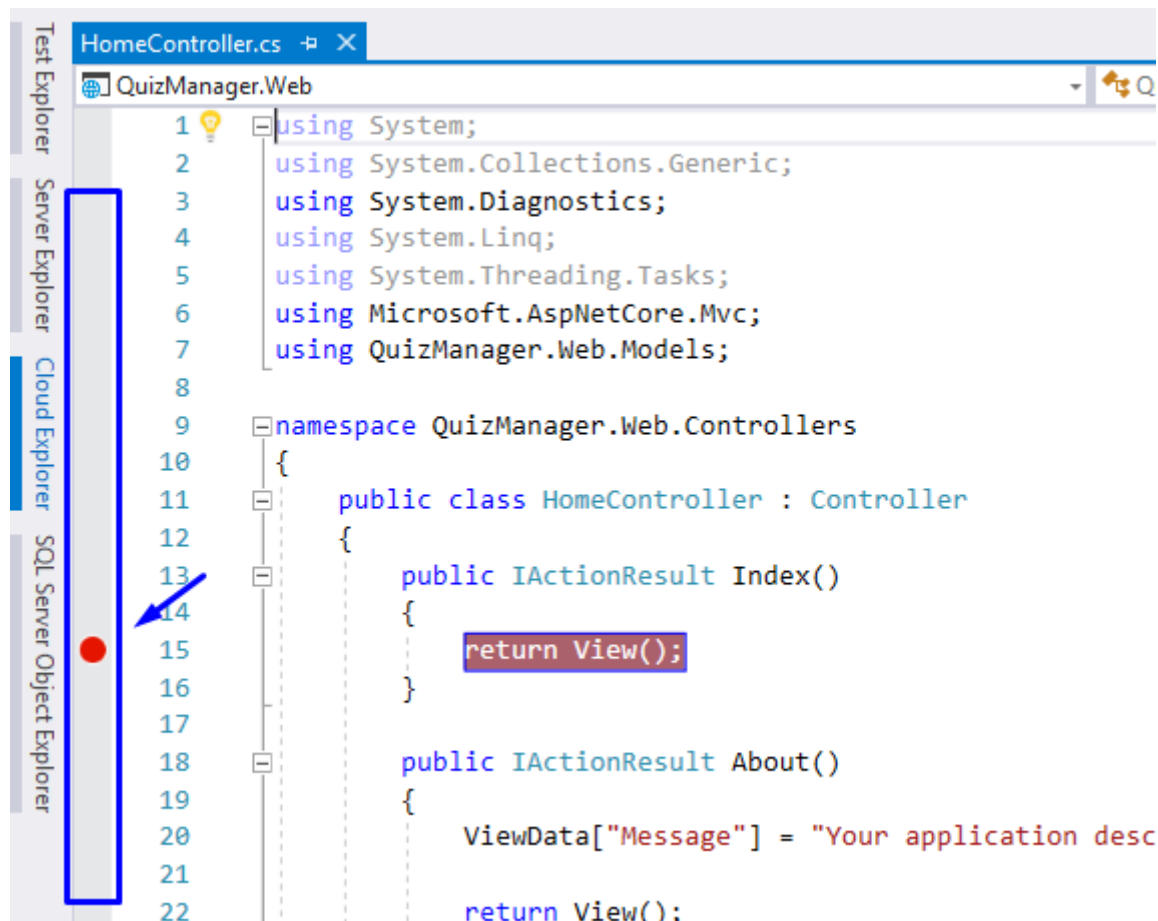 Test Explorer
Server Explorer
Cloud Explorer
SQL Server Object Explorer
HomeController.cs
QuizManager.Web
Q
1 using System;
2 using System.Collections.Generic;
3 using System.Diagnostics;
4 using System.Linq;
5 using System.Threading.Tasks;
6 using Microsoft.AspNetCore.Mvc;
7 using QuizManager.Web.Models;
8
9 namespace QuizManager.Web.Controllers
10 {
11 public class HomeController : Controller
12 {
13 public IActionResult Index()
14 {
15 return View();
16 }
17
18 public IActionResult About()
19 {
20 ViewData["Message"] = "Your application desc
21
22 return View();